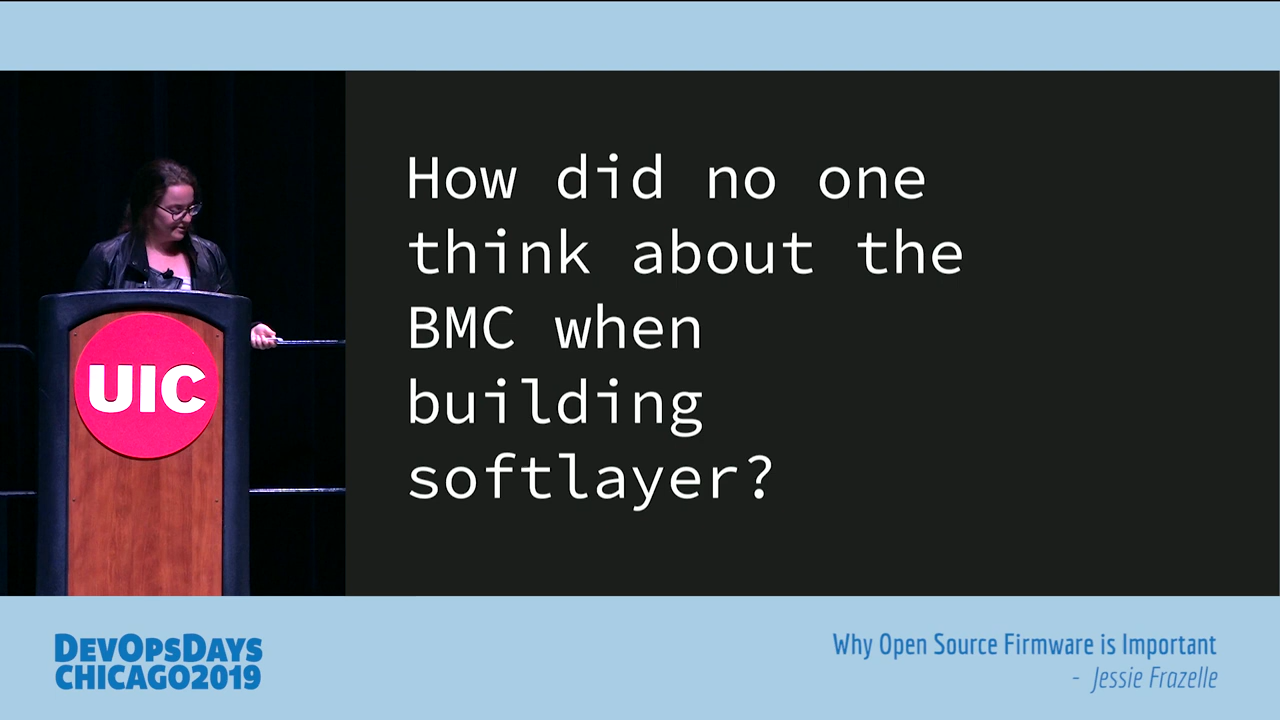 How did no one
think about the
BMC when
building
softlayer?
UIC
DEVOPSDAYS
CHICAGO2019
Why Open Source Firmware is Important
- Jessie Frazelle